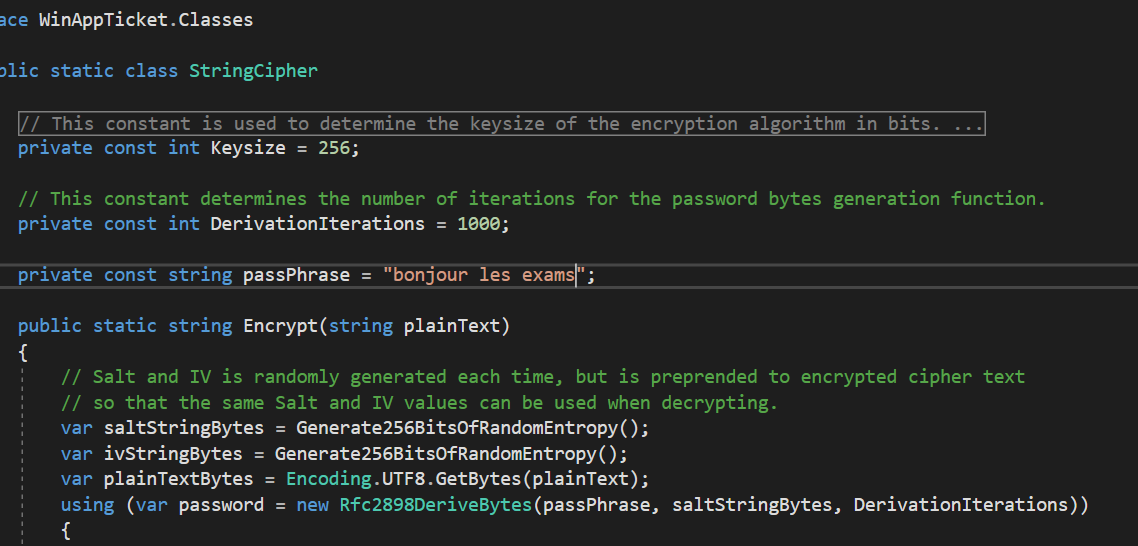 ace WinAppTicket.Classes
blic static class StringCipher
// This constant is used to determine the keysize of the encryption algorithm in bits. ...
private const int Keysize = 256;
// This constant determines the number of iterations for the password bytes generation function.
private const int DerivationIterations = 1000;
private const string passPhrase = "bonjour les exams";
public static string Encrypt(string plainText)
{
// Salt and IV is randomly generated each time, but is preprended to encrypted cipher text
// so that the same Salt and IV values can be used when decrypting.
var saltStringBytes = Generate256BitsOfRandomEntropy();
var ivStringBytes = Generate256BitsOfRandomEntropy();
var plainTextBytes = Encoding.UTF8.GetBytes(plainText);
using (var password = new Rfc2898DeriveBytes(passPhrase, saltStringBytes, DerivationIterations))
{